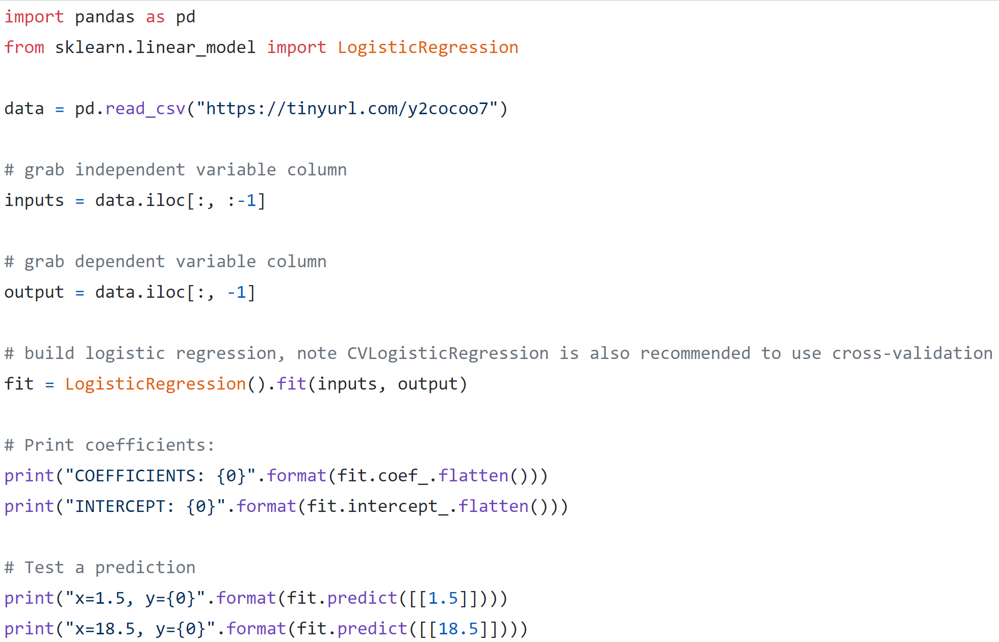 import pandas as pd
from sklearn.linear_model import LogisticRegression
data = pd.read_csv("https://tinyurl.com/y2cocoo7")
# grab independent variable column
inputs = data.iloc[:, :-1]
# grab dependent variable column
output = data.iloc[:, -1]
# build logistic regression, note CVLogisticRegression is also recommended to use cross-validation
fit = LogisticRegression().fit(inputs, output)
# Print coefficients:
print("COEFFICIENTS: {0}".format(fit.coef_.flatten()))
print("INTERCEPT: {0}".format(fit.intercept_.flatten()))
# Test a prediction
print("x=1.5, y={0}".format(fit.predict([[1.5]])))
print("x=18.5, y={0}".format(fit.predict([[18.5]])))